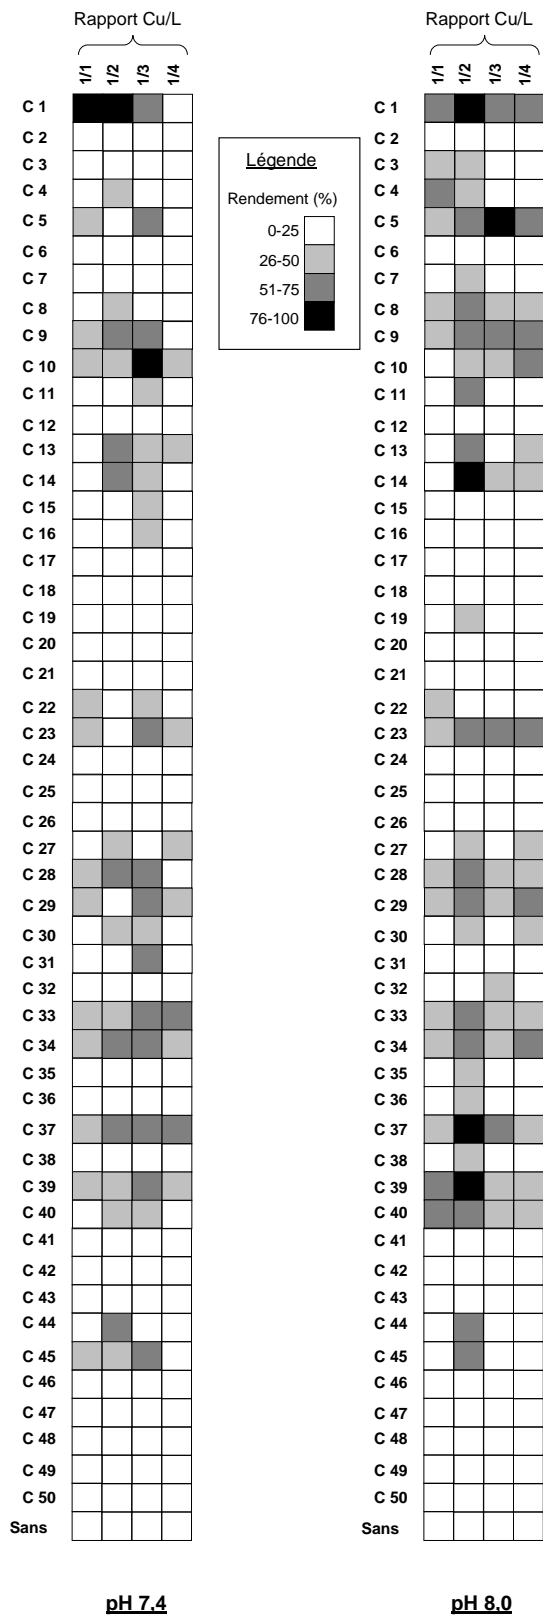 Rapport Cu/L
1/1 1/2 1/3 1/4
C 1
C 2
C 3
C 4
C 5
C 6
C 7
C 8
C 9
C 10
C 11
C 12
C 13
C 14
C 15
C 16
C 17
C 18
C 19
C 20
C 21
C 22
C 23
C 24
C 25
C 26
C 27
C 28
C 29
C 30
C 31
C 32
C 33
C 34
C 35
C 36
C 37
C 38
C 39
C 40
C 41
C 42
C 43
C 44
C 45
C 46
C 47
C 48
C 49
C 50
Sans
pH 7,4
Légende
Rendement (%)
0-25
26-50
51-75
76-100
Rapport Cu/L
1/1 1/2 1/3 1/4
C 1
C 2
C 3
C 4
C 5
C 6
C 7
C 8
C 9
C 10
C 11
C 12
C 13
C 14
C 15
C 16
C 17
C 18
C 19
C 20
C 21
C 22
C 23
C 24
C 25
C 26
C 27
C 28
C 29
C 30
C 31
C 32
C 33
C 34
C 35
C 36
C 37
C 38
C 39
C 40
C 41
C 42
C 43
C 44
C 45
C 46
C 47
C 48
C 49
C 50
Sans
pH 8,0